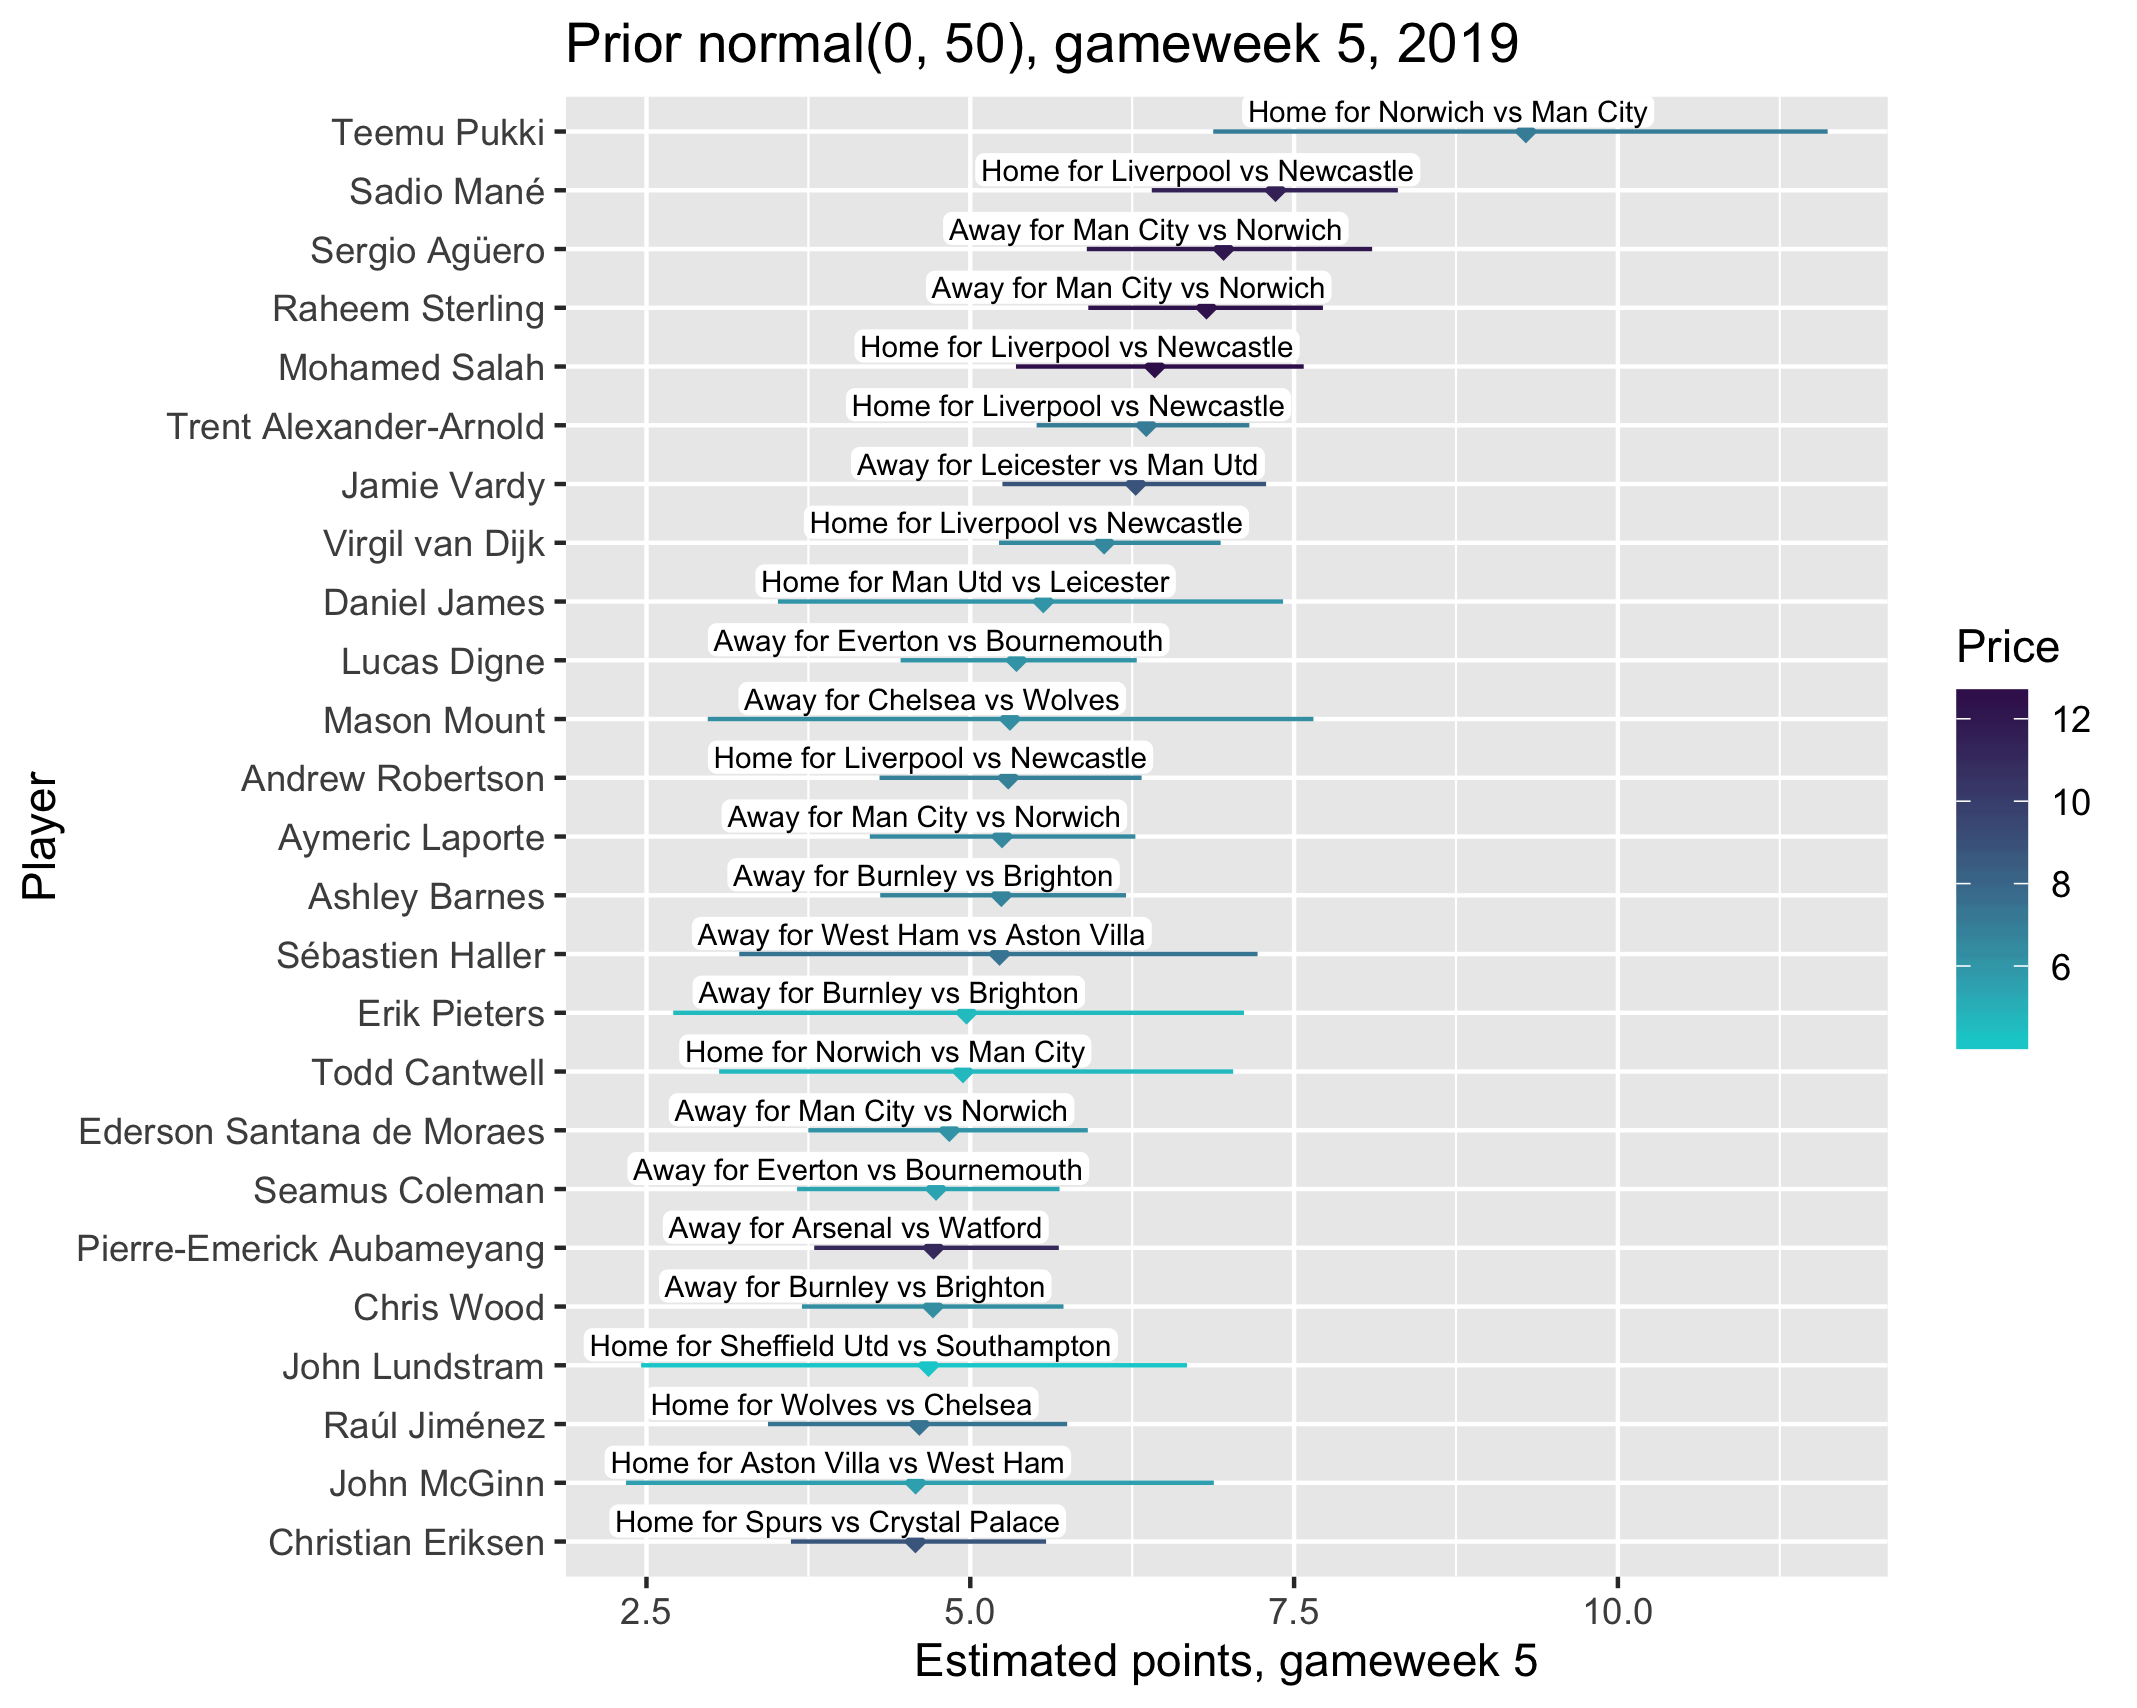 Prior normal(0, 50), gameweek 5, 2019
Teemu Pukki
Home for Norwich vs Man City
Sadio Mané
Home for Liverpool vs Newcastle
Sergio Agüero
Away for Man City vs Norwich
Raheem Sterling
Away for Man City vs Norwich
Mohamed Salah
Home for Liverpool vs Newcastle
Trent Alexander-Arnold
Home for Liverpool vs Newcastle
Jamie Vardy
Away for Leicester vs Man Utd
Virgil van Dijk
Home for Liverpool vs Newcastle
Daniel James
Home for Man Utd vs Leicester
Lucas Digne
Away for Everton vs Bournemouth
Mason Mount
Away for Chelsea vs Wolves
Andrew Robertson
Home for Liverpool vs Newcastle
Aymeric Laporte
Away for Man City vs Norwich
Ashley Barnes
Away for Burnley vs Brighton
Sébastien Haller
Away for West Ham vs Aston Villa
Erik Pieters
Away for Burnley vs Brighton
Todd Cantwell
Home for Norwich vs Man City
Ederson Santana de Moraes
Away for Man City vs Norwich
Seamus Coleman
Away for Everton vs Bournemouth
Pierre-Emerick Aubameyang
Away for Arsenal vs Watford
Chris Wood
Away for Burnley vs Brighton
John Lundstram
Home for Sheffield Utd vs Southampton
Raúl Jiménez
Home for Wolves vs Chelsea
John McGinn
Home for Aston Villa vs West Ham
Christian Eriksen
Home for Spurs vs Crystal Palace
Player
2.5
5.0
7.5
10.0
Estimated points, gameweek 5
Price
12
10
8
6